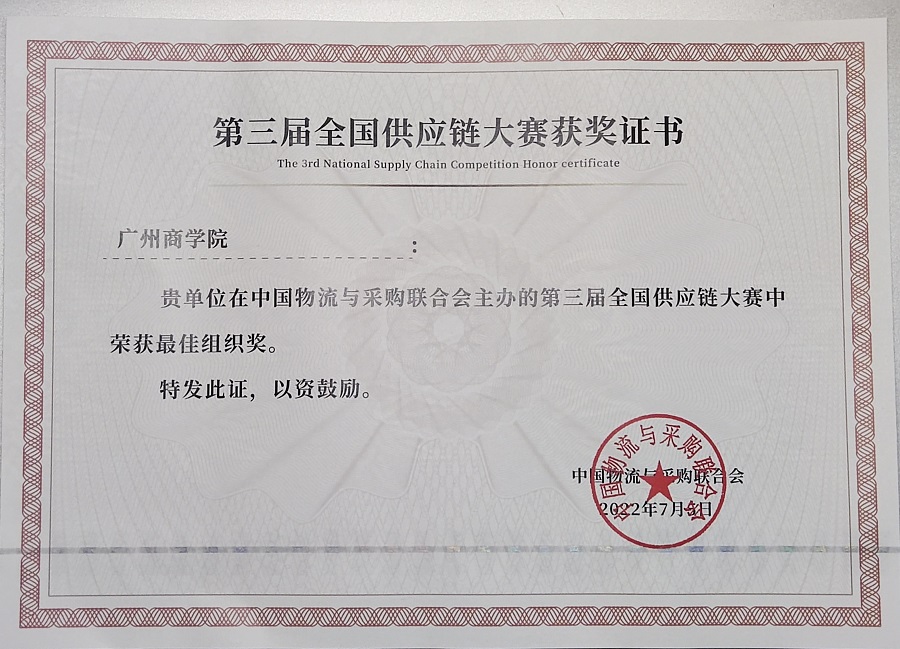 第三届全国供应链大赛获奖证书
The 3rd National Supply Chain Competition Honor certificate
广州商学院：
贵单位在中国物流与采购联合会主办的第三届全国供应链大赛中
荣获最佳组织奖。
特发此证，以资鼓励。
中国物流与采购联合会
2022年7月5日
中国物流与采购联合会